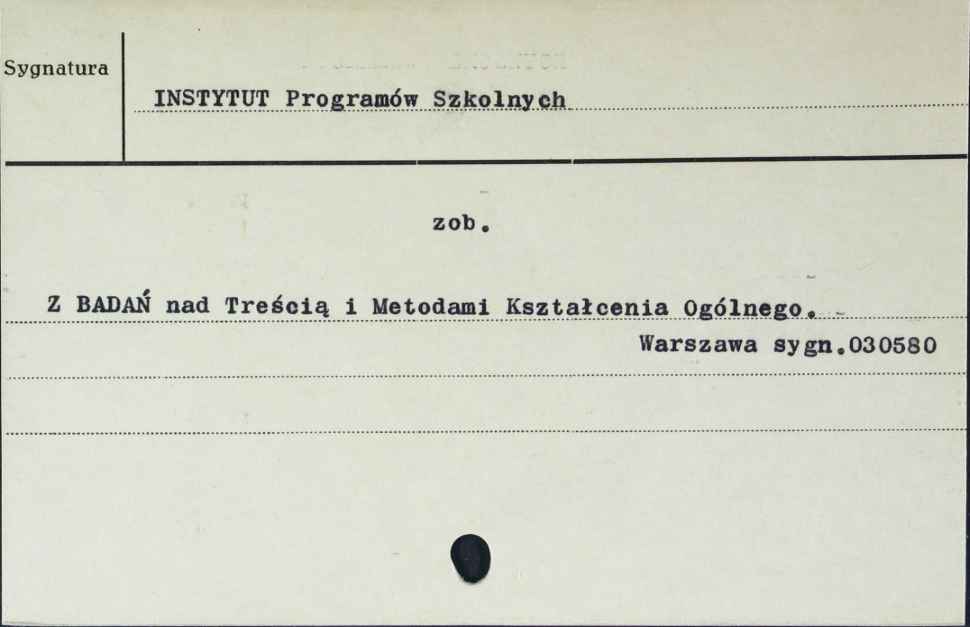 Sygnatura
INSTYTUT Programów Szkolnych
zob.
Z BADAŃ nad Treścią i Metodami Kształcenia Ogólnego.
Warszawa sygn.030580